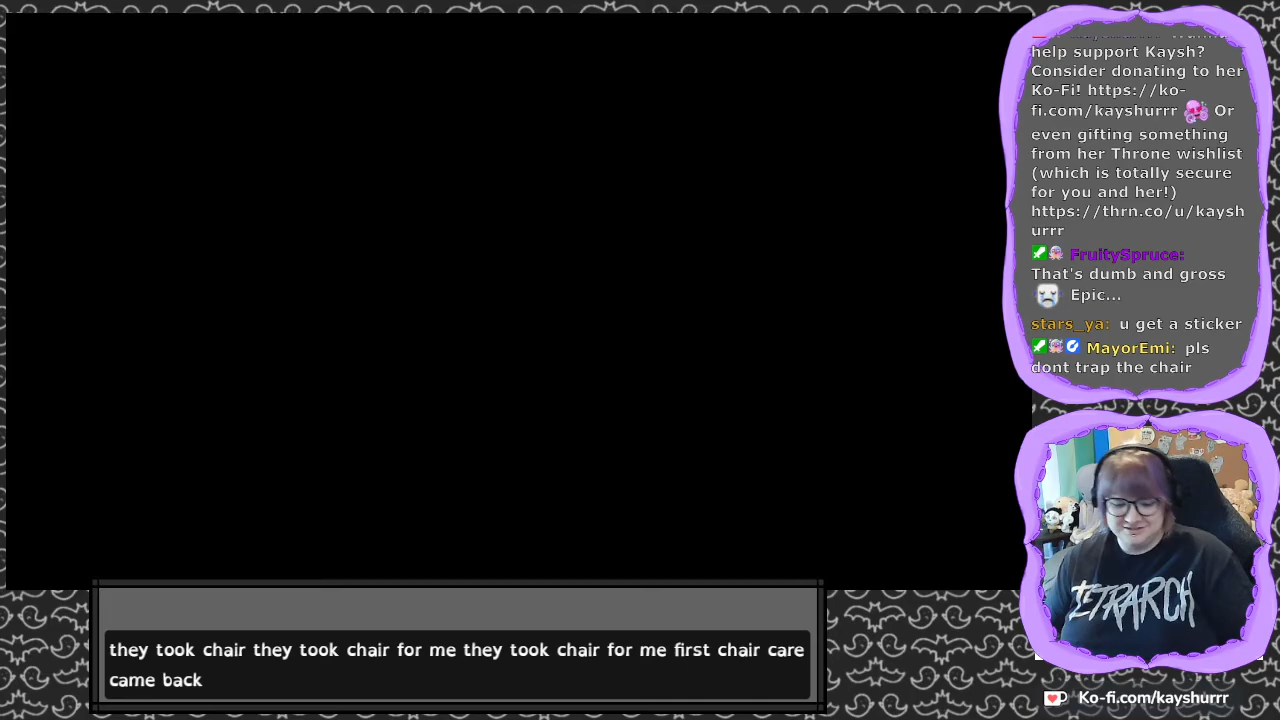 help support Kaysh?
Consider donating to her
Ko-Fi! https://ko-
fi.com/kayshurrr Or
even gifting something
from her Throne wishlist
(which is totally secure
for you and her!)
https://thrn.co/u/kaysh
urrr
FruitySpruce:
That's dumb and gross
Epic...
stars_ya: u get a sticker
MayorEmi: pls
dont trap the chair
TETRARCH
they took chair they took chair for me they took chair for me first chair care
came back
Ko-fi.com/kayshurrr